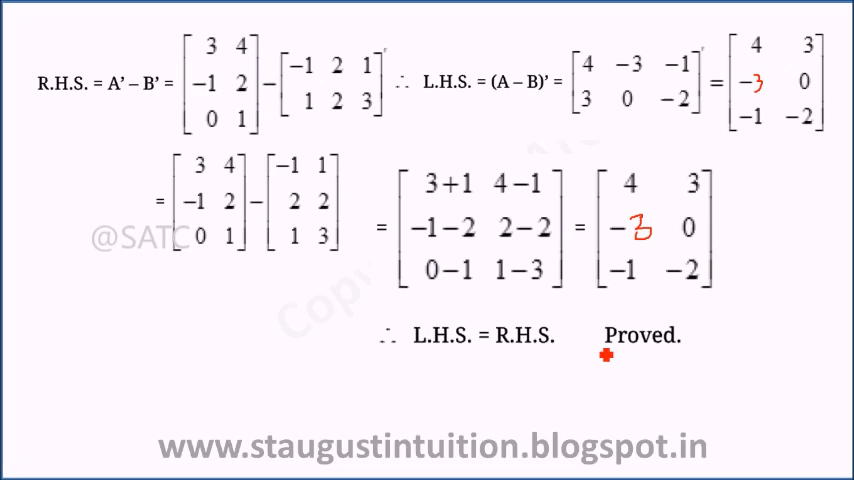 R.H.S. = A’ – B’ = [3 4; −1 2; 0 1] − [−1 2 1; 1 2 3]’ ∴ L.H.S. = (A – B)’ = [4 −3 −1; 3 0 −2]’ = [4 3; −3 0; −1 −2]
= [3 4; −1 2; 0 1] − [−1 1; 2 2; 1 3] = [3+1 4−1; −1−2 2−2; 0−1 1−3] = [4 3; −3 0; −1 −2]
@SATC
∴ L.H.S. = R.H.S. Proved.
www.staugustintuition.blogspot.in